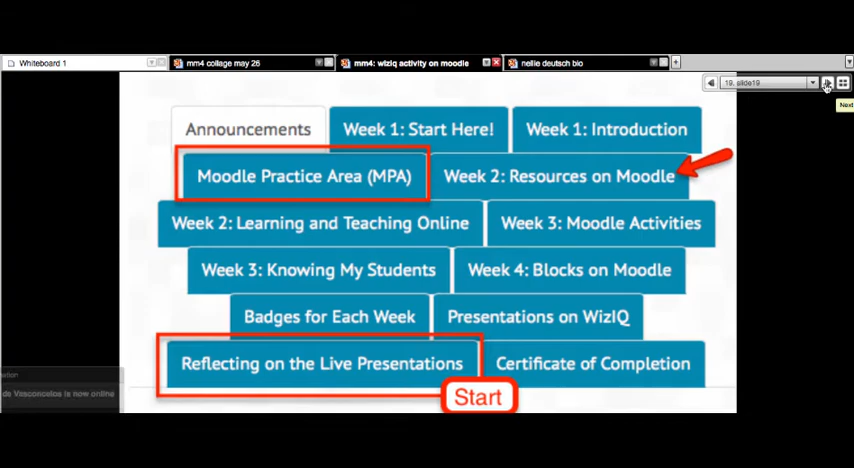 Whiteboard 1
mm4 collage may 26
mm4: wiziq activity on moodle
nellie deutsch bio
19. slide19
Next
Announcements
Week 1: Start Here!
Week 1: Introduction
Moodle Practice Area (MPA)
Week 2: Resources on Moodle
Week 2: Learning and Teaching Online
Week 3: Moodle Activities
Week 3: Knowing My Students
Week 4: Blocks on Moodle
Badges for Each Week
Presentations on WizIQ
Reflecting on the Live Presentations
Certificate of Completion
Start
de Vasconcelos is now online